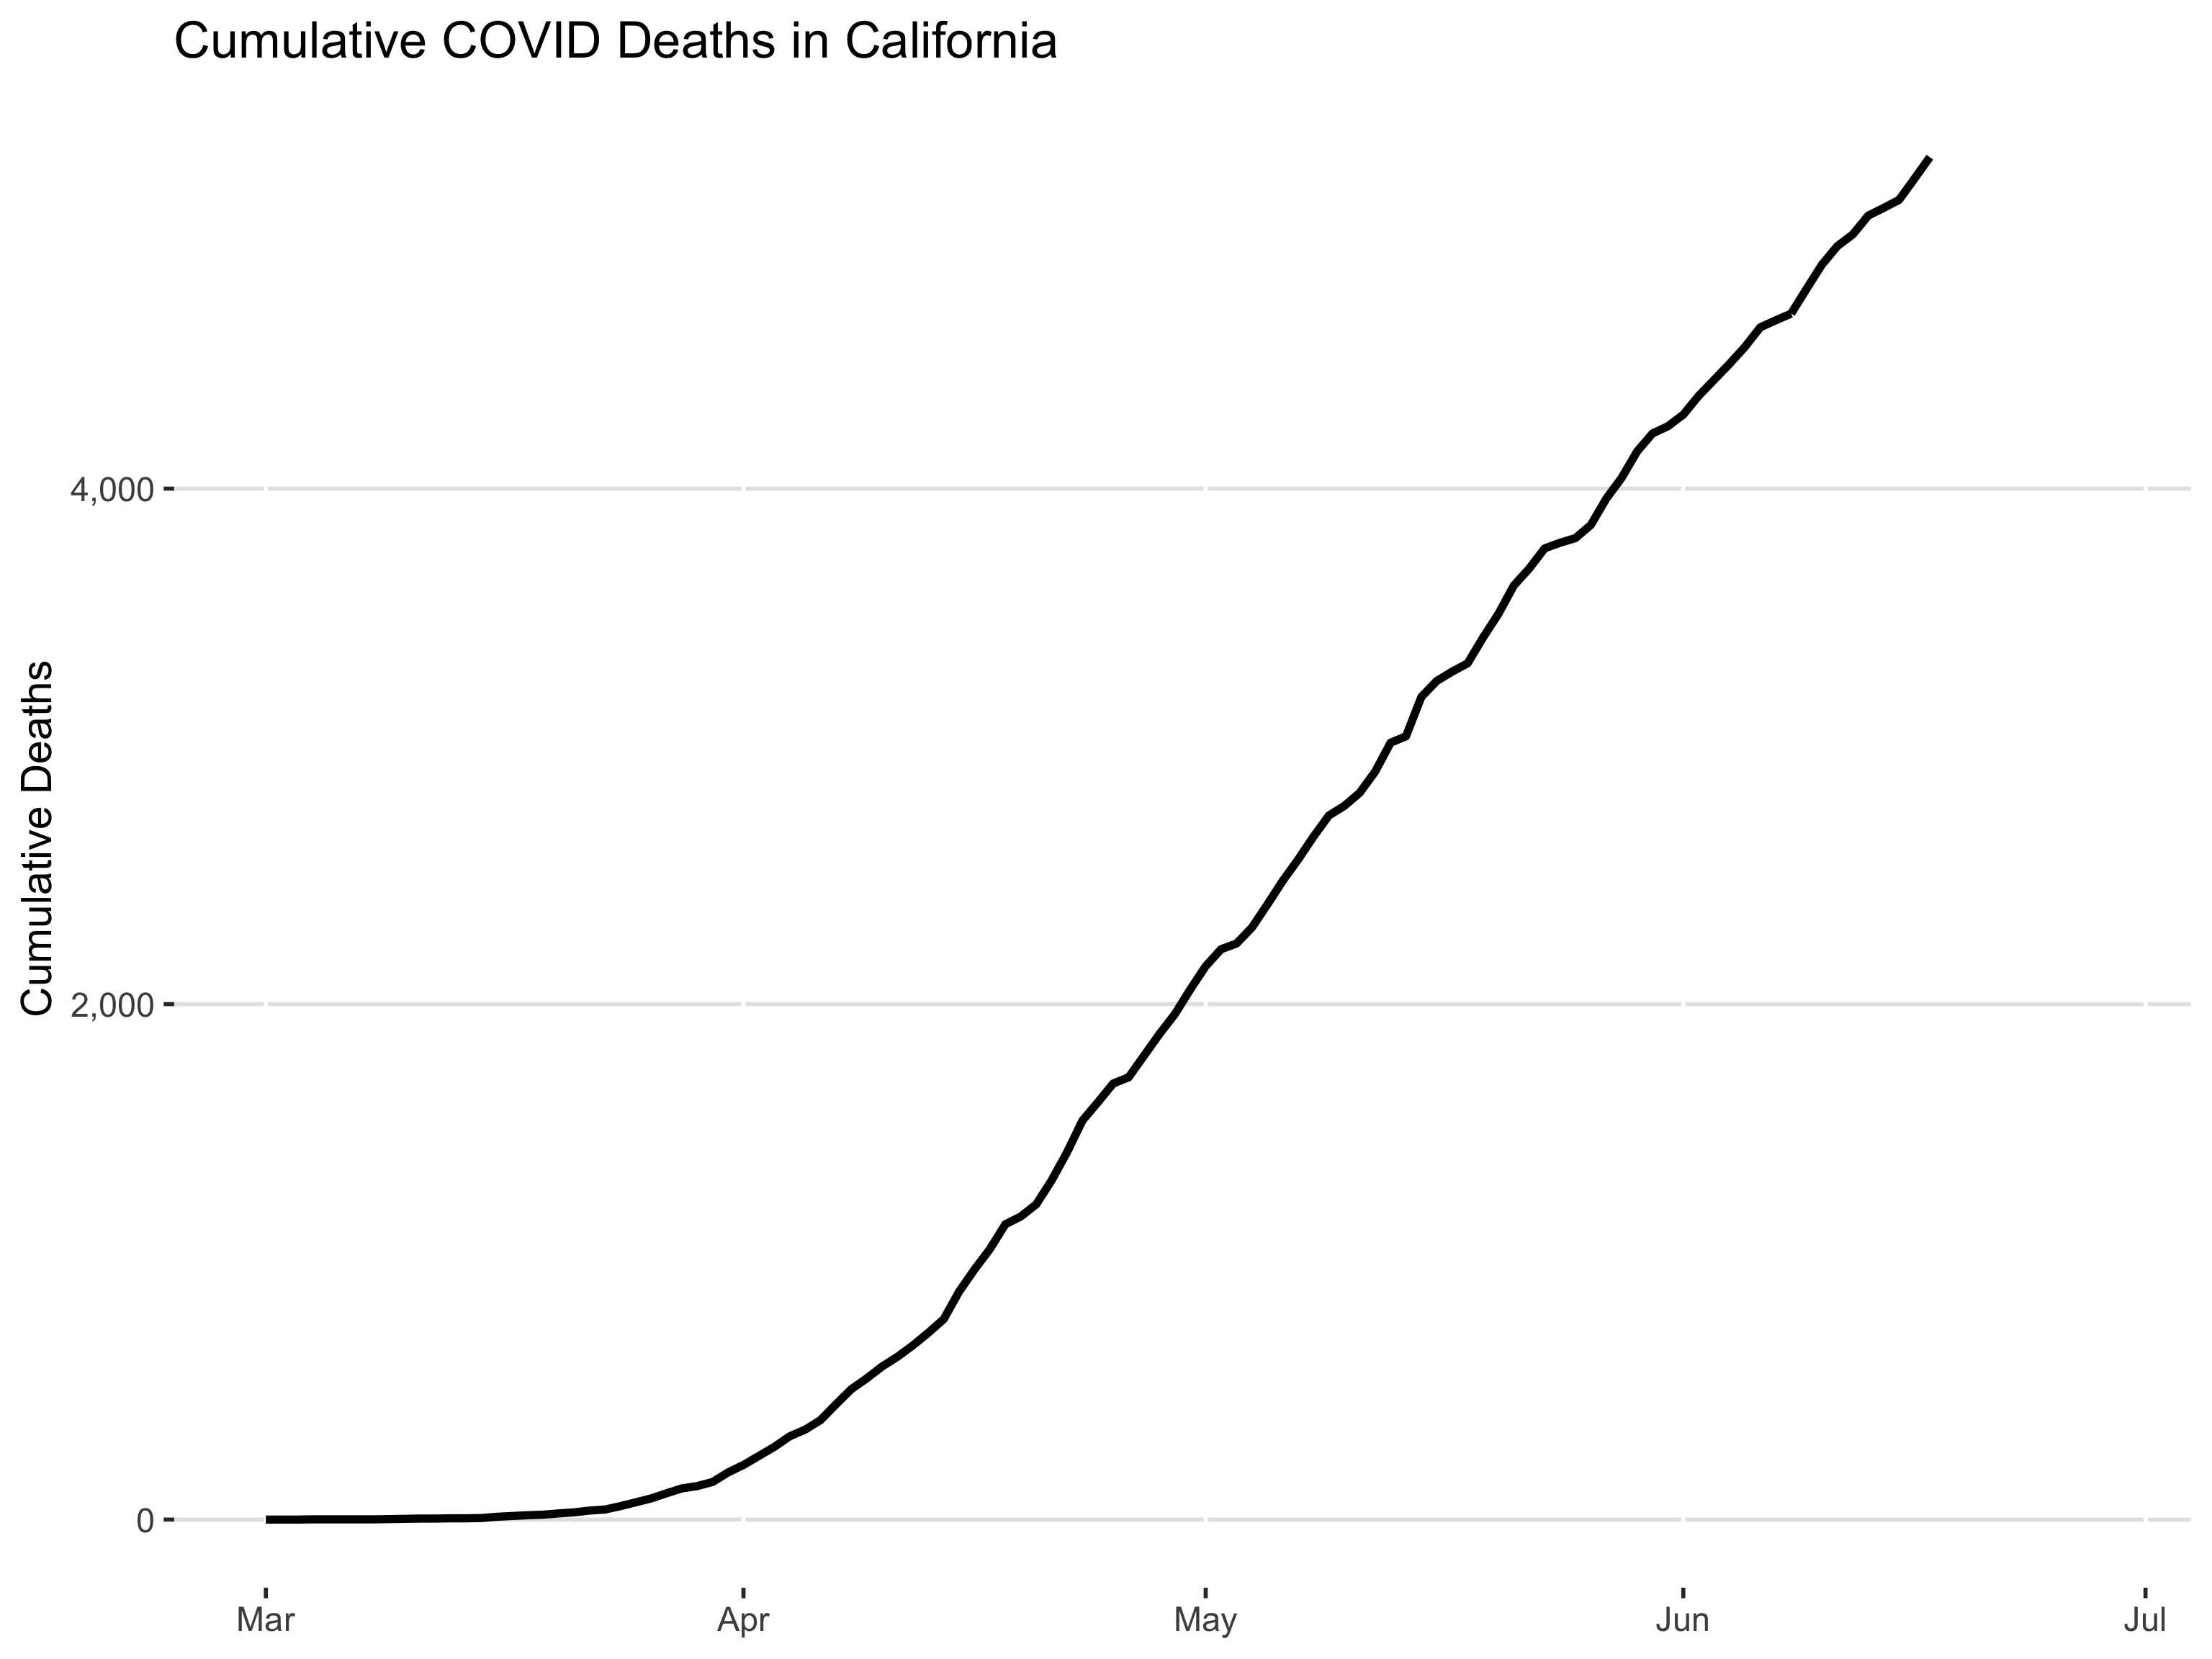 Cumulative COVID Deaths in California
Cumulative Deaths
4,000
2,000
0
Mar
Apr
May
Jun
Jul